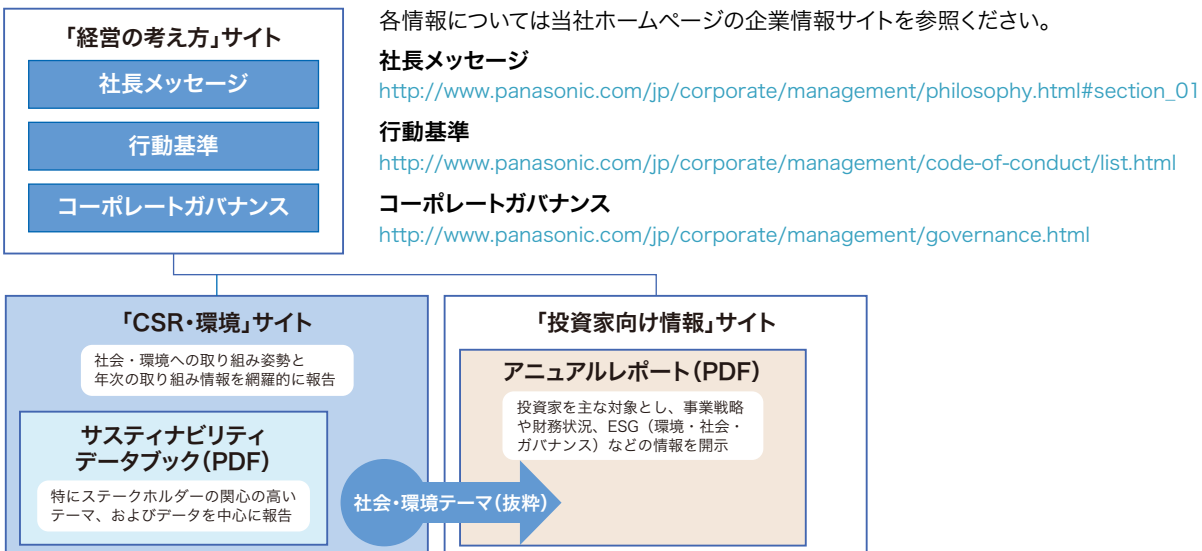 「経営の考え方」サイト
社長メッセージ
行動基準
コーポレートガバナンス
各情報については当社ホームページの企業情報サイトを参照ください。
社長メッセージ
http://www.panasonic.com/jp/corporate/management/philosophy.html#section_01
行動基準
http://www.panasonic.com/jp/corporate/management/code-of-conduct/list.html
コーポレートガバナンス
http://www.panasonic.com/jp/corporate/management/governance.html
「CSR・環境」サイト
社会・環境への取り組み姿勢と
年次の取り組み情報を網羅的に報告
サスティナビリティ
データブック(PDF)
特にステークホルダーの関心の高い
テーマ、およびデータを中心に報告
社会・環境テーマ(抜粋)
「投資家向け情報」サイト
アニュアルレポート(PDF)
投資家を主な対象とし、事業戦略
や財務状況、ESG(環境・社会・
ガバナンス)などの情報を開示